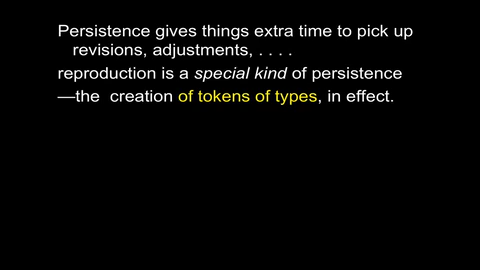 Persistence gives things extra time to pick up
revisions, adjustments, . . . .
reproduction is a special kind of persistence
—the  creation of tokens of types, in effect.